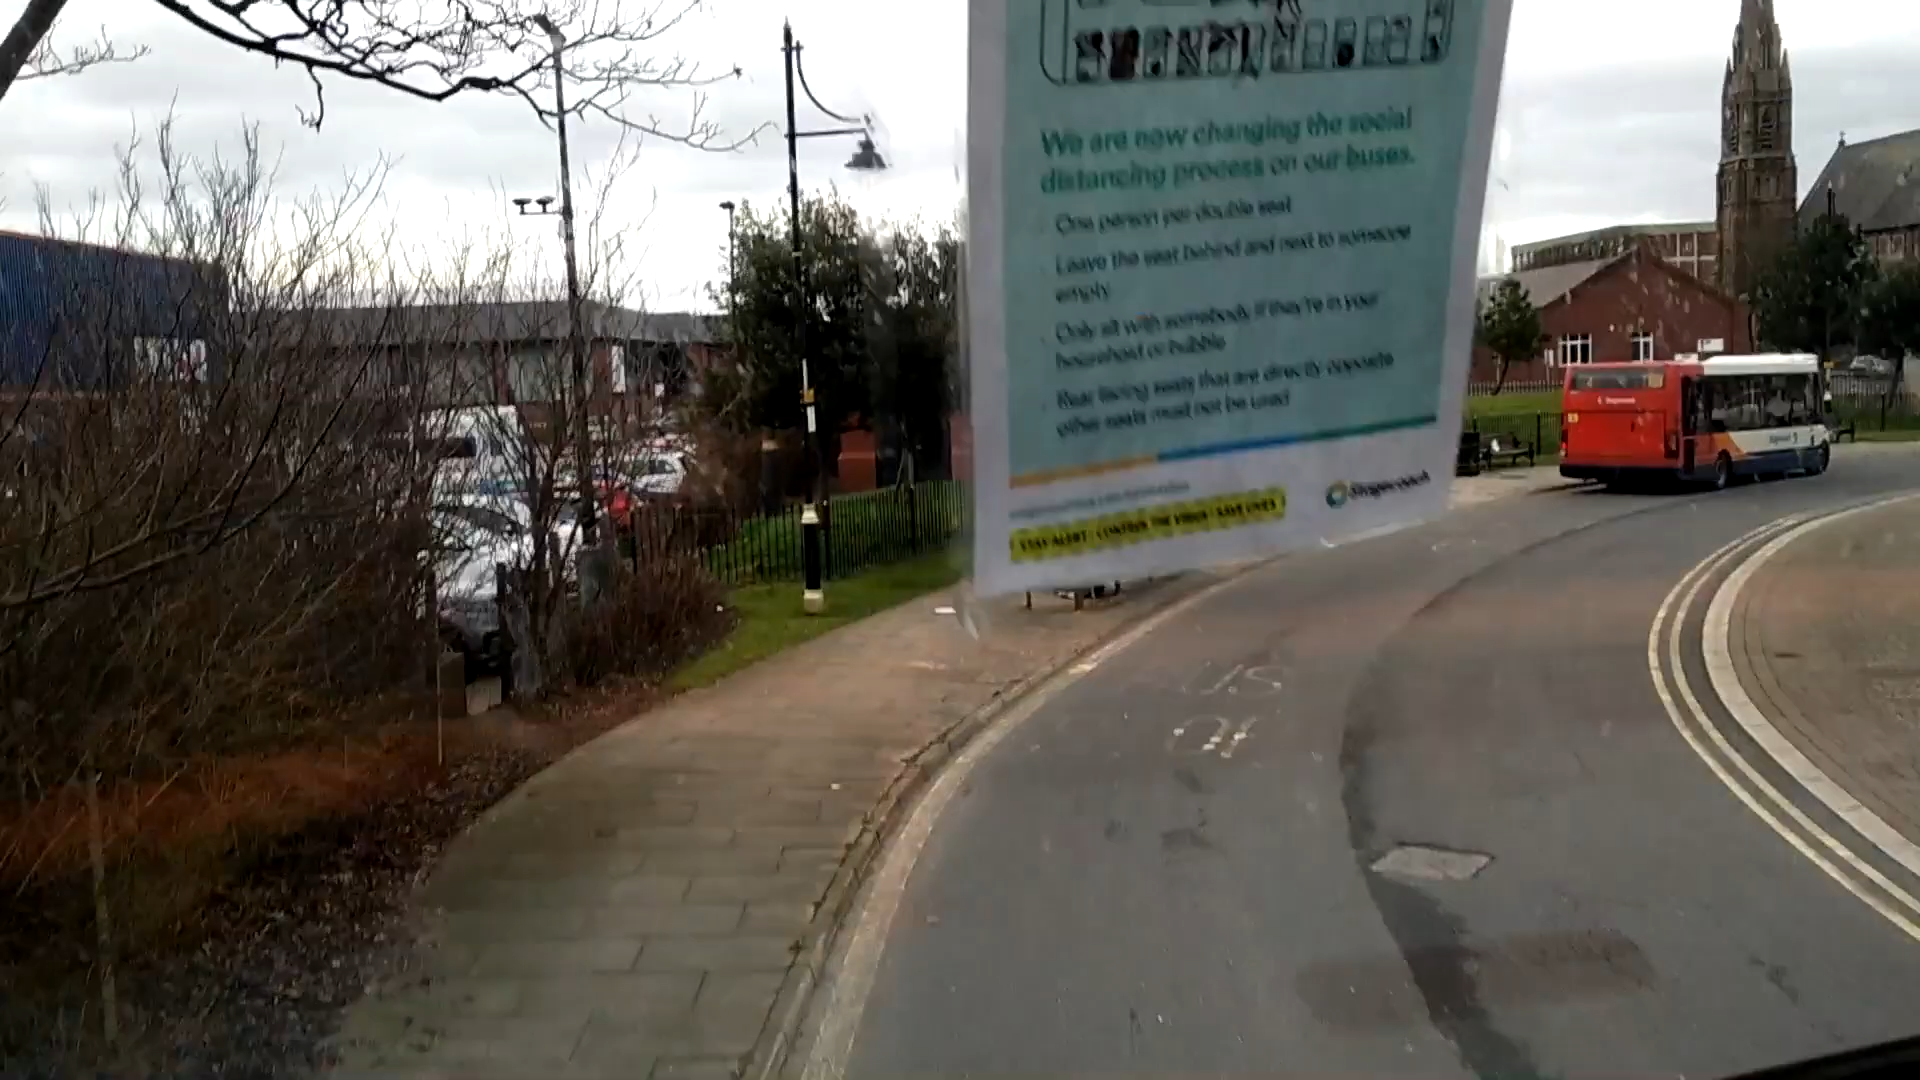 We are now changing the social
distancing process on our buses.
One person per double seat
Leave the seat behind and next to someone
empty
Only sit with somebody if they're in your
household or bubble
Rear facing seats that are directly opposite
other seats must not be used
STAY ALERT CONTROL THE VIRUS SAVE LIVES
Stagecoach